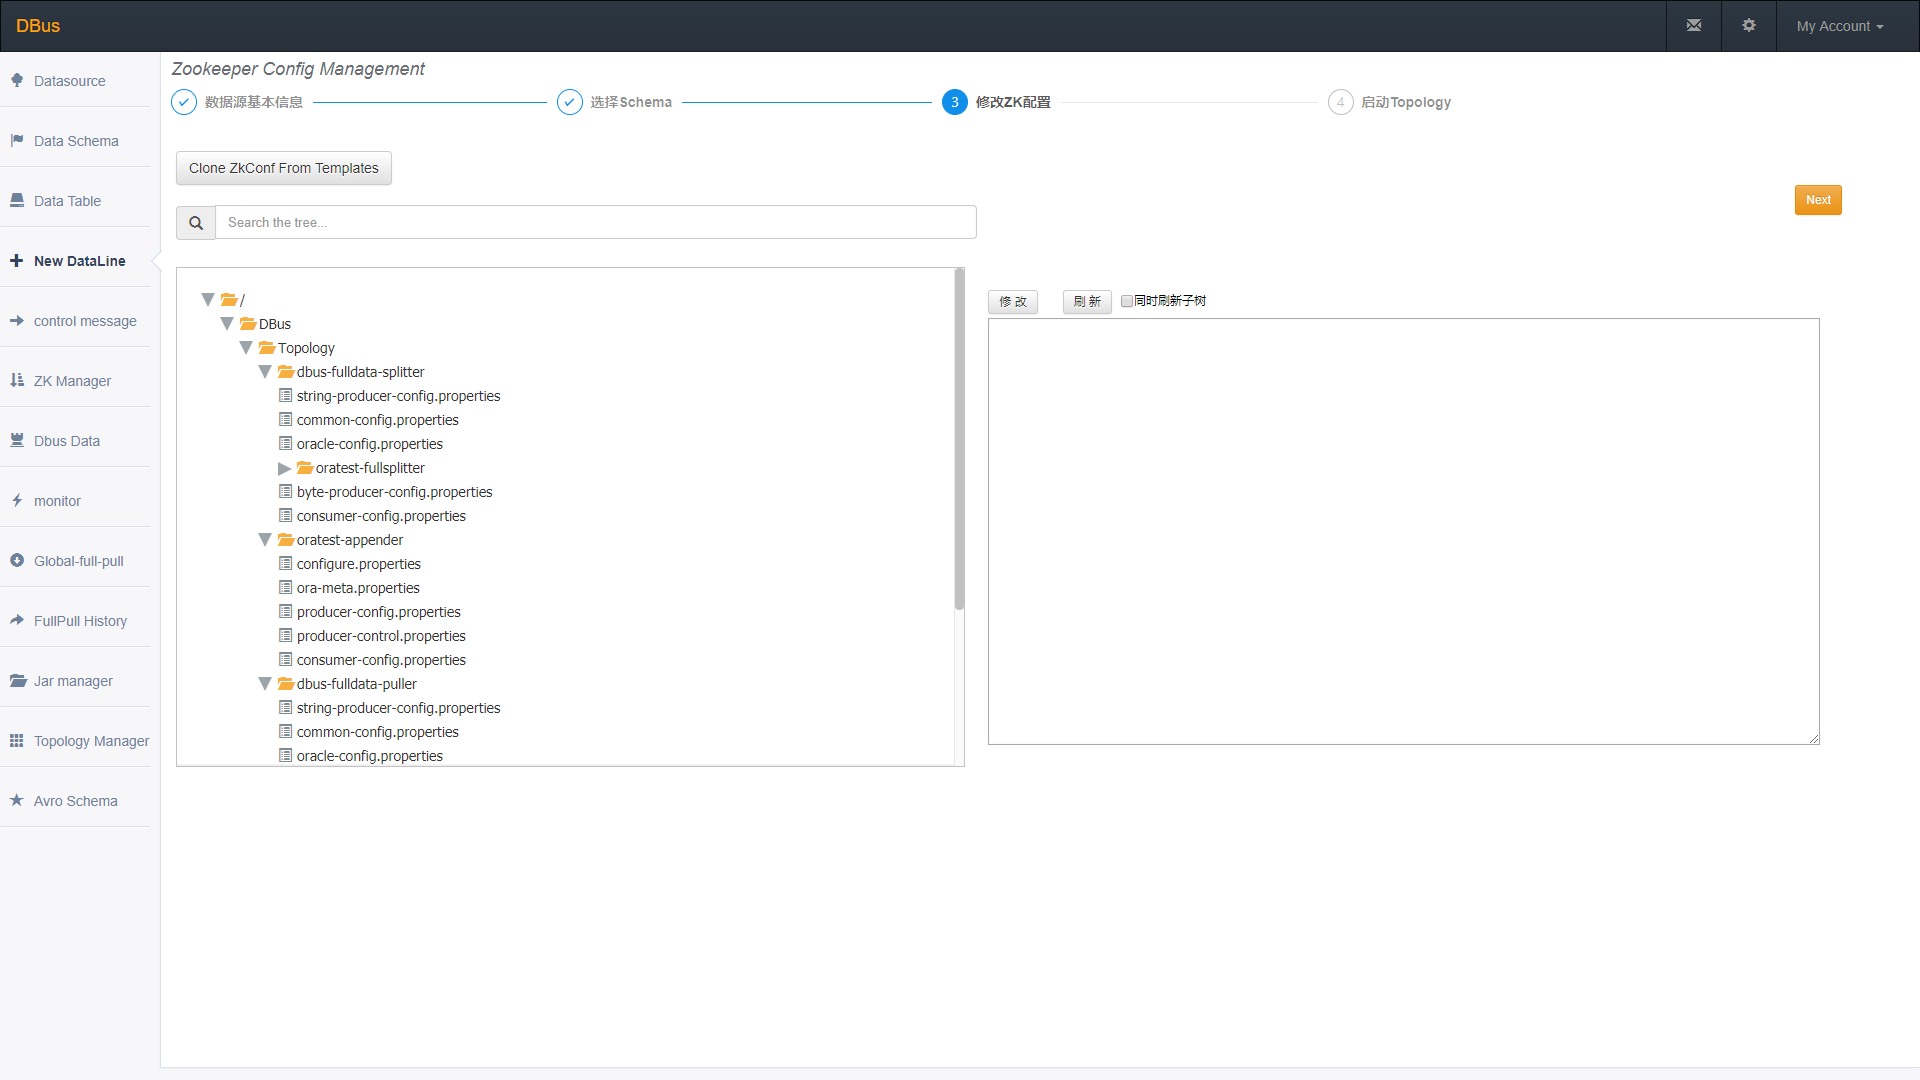 DBus
My Account
Datasource
Data Schema
Data Table
New DataLine
control message
ZK Manager
Dbus Data
monitor
Global-full-pull
FullPull History
Jar manager
Topology Manager
Avro Schema
Zookeeper Config Management
数据源基本信息
选择Schema
3 修改ZK配置
4 启动Topology
Clone ZkConf From Templates
Next
Search the tree...
/
DBus
Topology
dbus-fulldata-splitter
string-producer-config.properties
common-config.properties
oracle-config.properties
oratest-fullsplitter
byte-producer-config.properties
consumer-config.properties
oratest-appender
configure.properties
ora-meta.properties
producer-config.properties
producer-control.properties
consumer-config.properties
dbus-fulldata-puller
string-producer-config.properties
common-config.properties
oracle-config.properties
修 改 刷 新 同时刷新子树